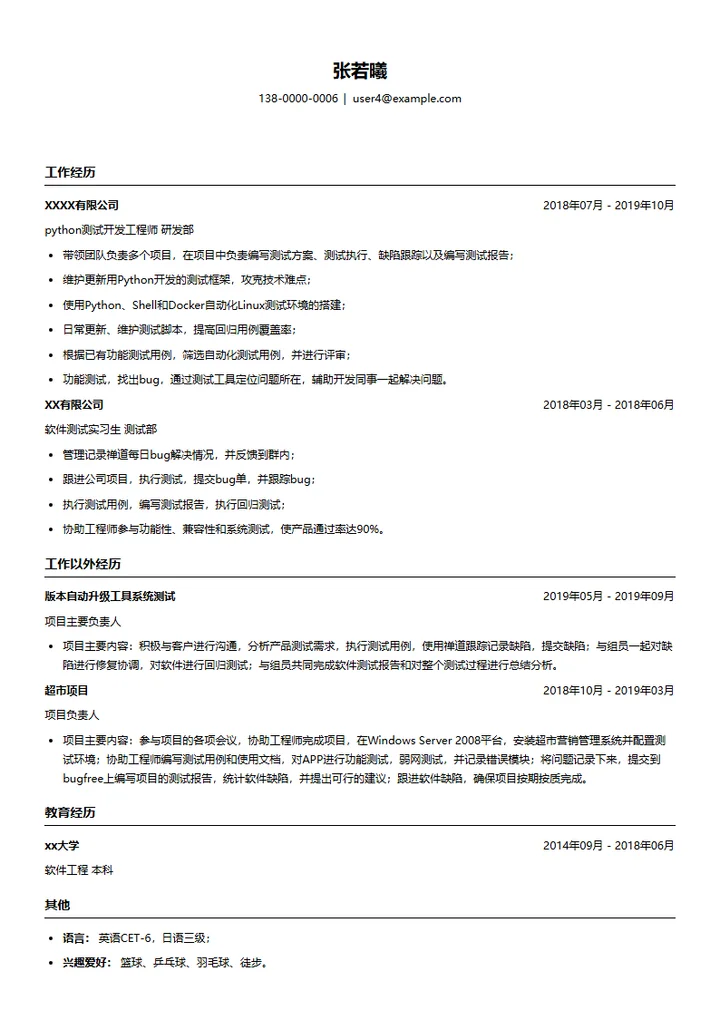 张若曦
138-0000-0006 | user4@example.com
工作经历
XXXX有限公司 2018年07月 - 2019年10月
python测试开发工程师 研发部
• 带领团队负责多个项目，在项目中负责编写测试方案、测试执行、缺陷跟踪以及编写测试报告；
• 维护更新用Python开发的测试框架，攻克技术难点；
• 使用Python、Shell和Docker自动化Linux测试环境的搭建；
• 日常更新、维护测试脚本，提高回归用例覆盖率；
• 根据已有功能测试用例，筛选自动化测试用例，并进行评审；
• 功能测试，找出bug，通过测试工具定位问题所在，辅助开发同事一起解决问题。
XX有限公司 2018年03月 - 2018年06月
软件测试实习生 测试部
• 管理记录禅道每日bug解决情况，并反馈到群内；
• 跟进公司项目，执行测试，提交bug单，并跟踪bug；
• 执行测试用例，编写测试报告，执行回归测试；
• 协助工程师参与功能性、兼容性和系统测试，使产品通过率达90%。
工作以外经历
版本自动升级工具系统测试 2019年05月 - 2019年09月
项目主要负责人
• 项目主要内容：积极与客户进行沟通，分析产品测试需求，执行测试用例，使用禅道跟踪记录缺陷，提交缺陷；与组员一起对缺
陷进行修复协调，对软件进行回归测试；与组员共同完成软件测试报告和对整个测试过程进行总结分析。
超市项目 2018年10月 - 2019年03月
项目负责人
• 项目主要内容：参与项目的各项会议，协助工程师完成项目，在Windows Server 2008平台，安装超市营销管理系统并配置测
试环境；协助工程师编写测试用例和使用文档，对APP进行功能测试，弱网测试，并记录错误模块；将问题记录下来，提交到
bugfree上编写项目的测试报告，统计软件缺陷，并提出可行的建议；跟进软件缺陷，确保项目按期按质完成。
教育经历
xx大学 2014年09月 - 2018年06月
软件工程 本科
其他
• 语言： 英语CET-6，日语三级；
• 兴趣爱好： 篮球、乒乓球、羽毛球、徒步。